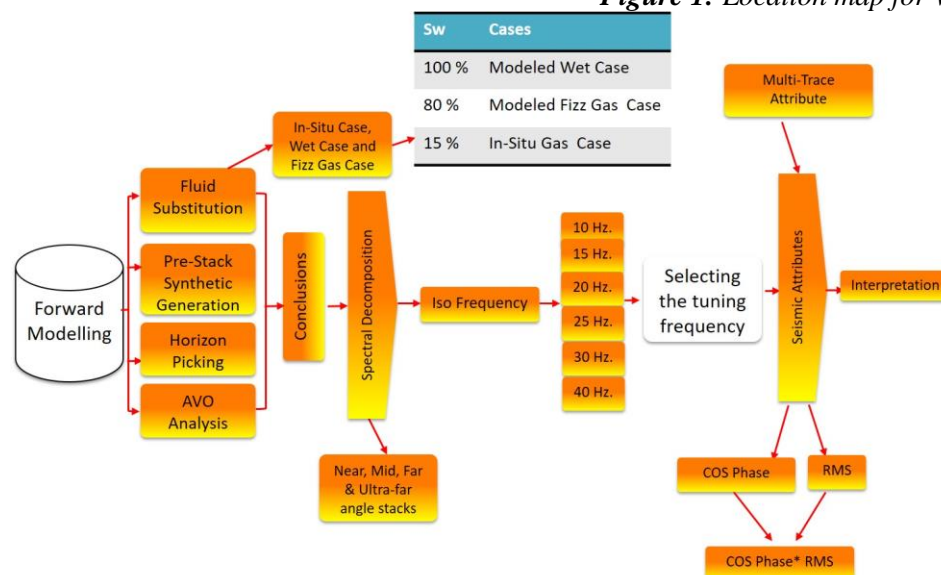 Figure 1: Location map for
Sw Cases
100 % Modeled Wet Case
80 % Modeled Fizz Gas Case
15 % In-Situ Gas Case
Multi-Trace
Attribute
In-Situ Case,
Wet Case and
Fizz Gas Case
Fluid
Substitution
Pre-Stack
Synthetic
Generation
Forward
Modelling
Horizon
Picking
AVO
Analysis
Conclusions
Spectral Decomposition
Near, Mid, Far
& Ultra-far
angle stacks
Iso Frequency
10 Hz.
15 Hz.
20 Hz.
25 Hz.
30 Hz.
40 Hz.
Selecting
the tuning
frequency
Seismic Attributes
Interpretation
COS Phase
RMS
COS Phase* RMS